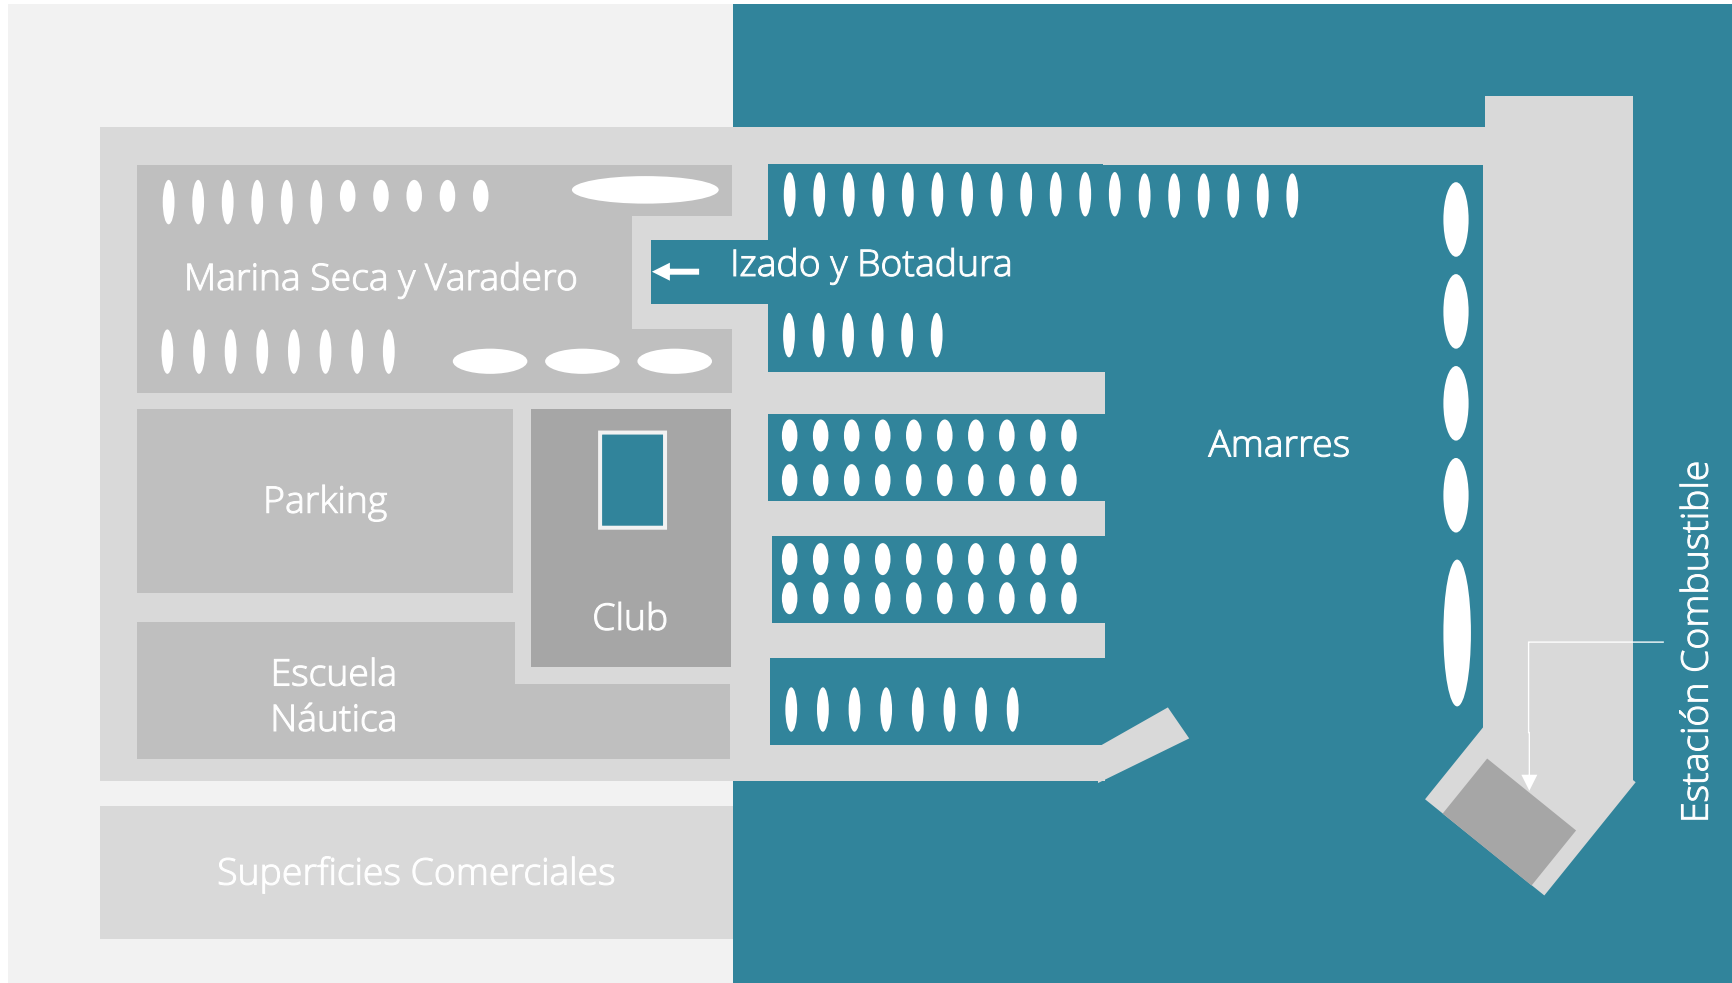 Izado y Botadura
Marina Seca y Varadero
Amarres
Parking
Club
Escuela
Náutica
Estación Combustible
Superficies Comerciales